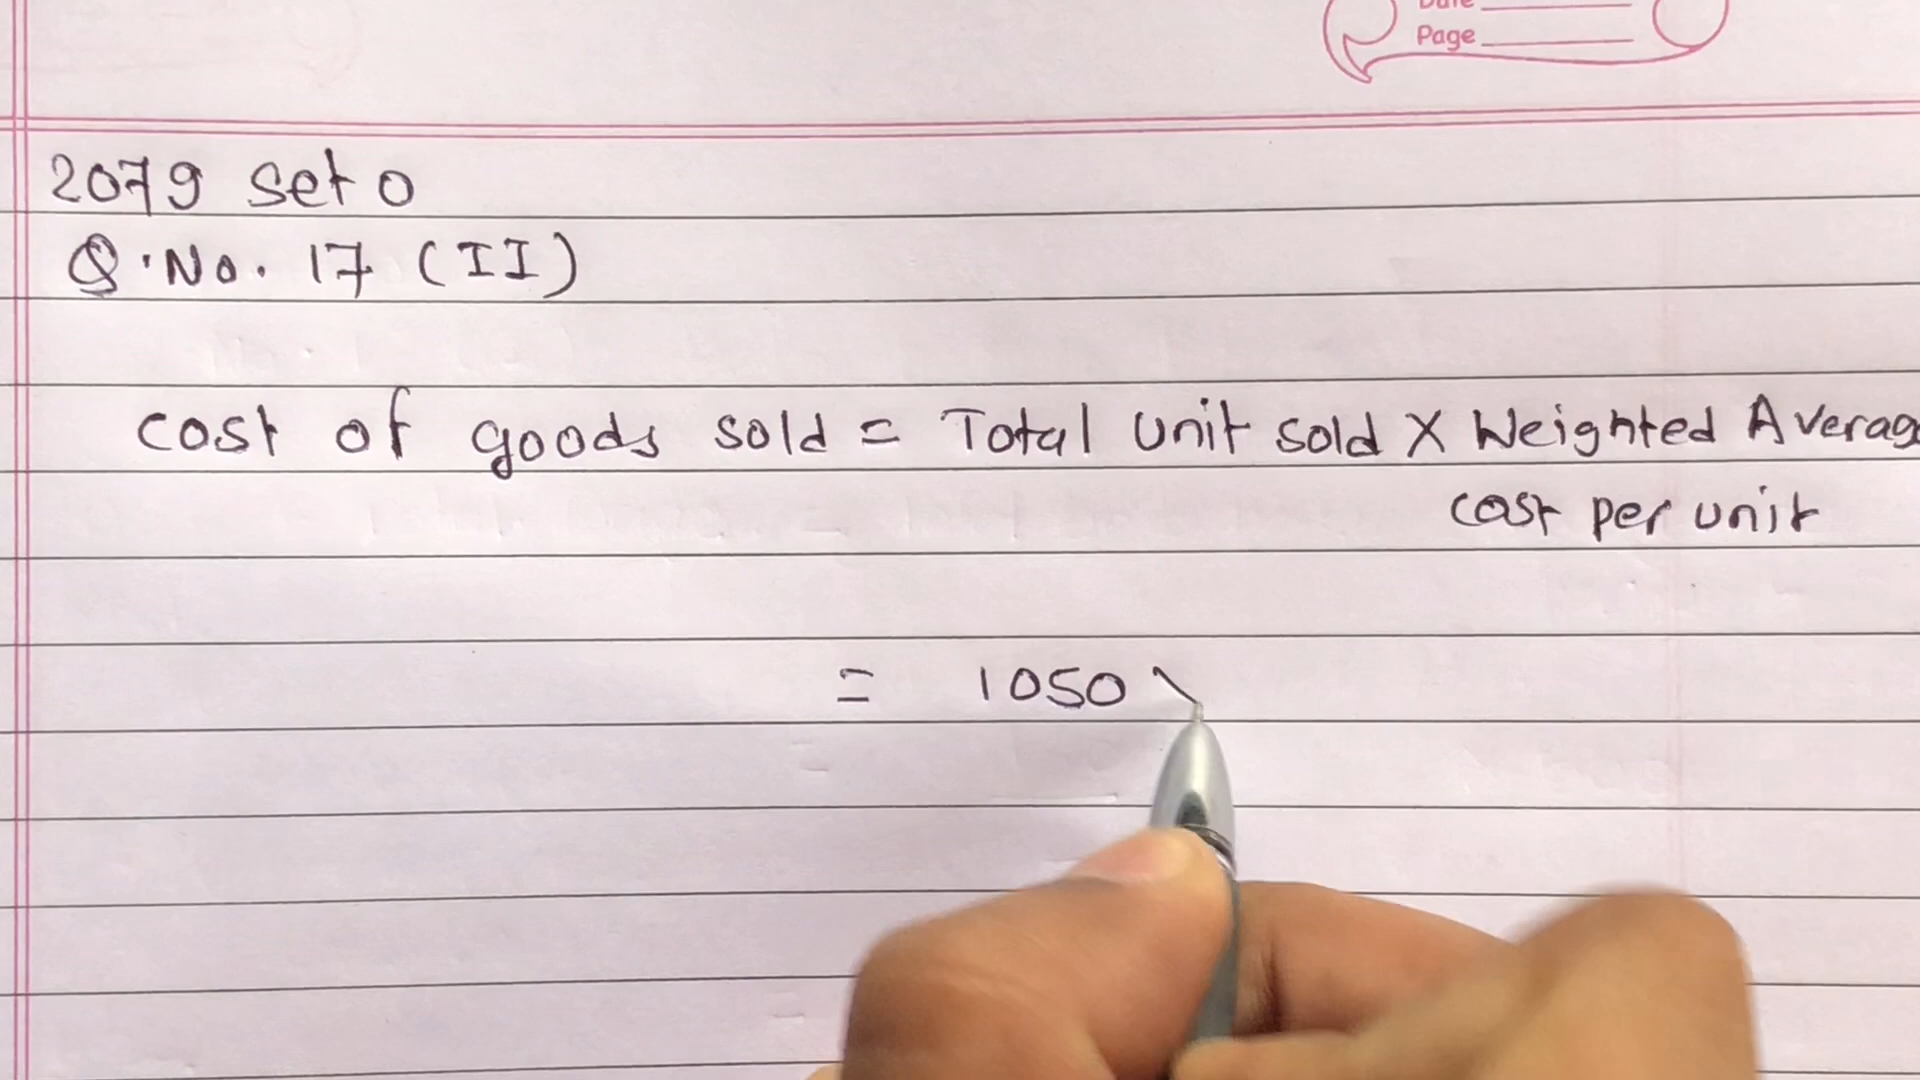 Date
Page
2079 Set O
Q.No. 17 (II)
cost of goods sold = Total unit sold X Weighted Averag
cost per unit
= 1050 \